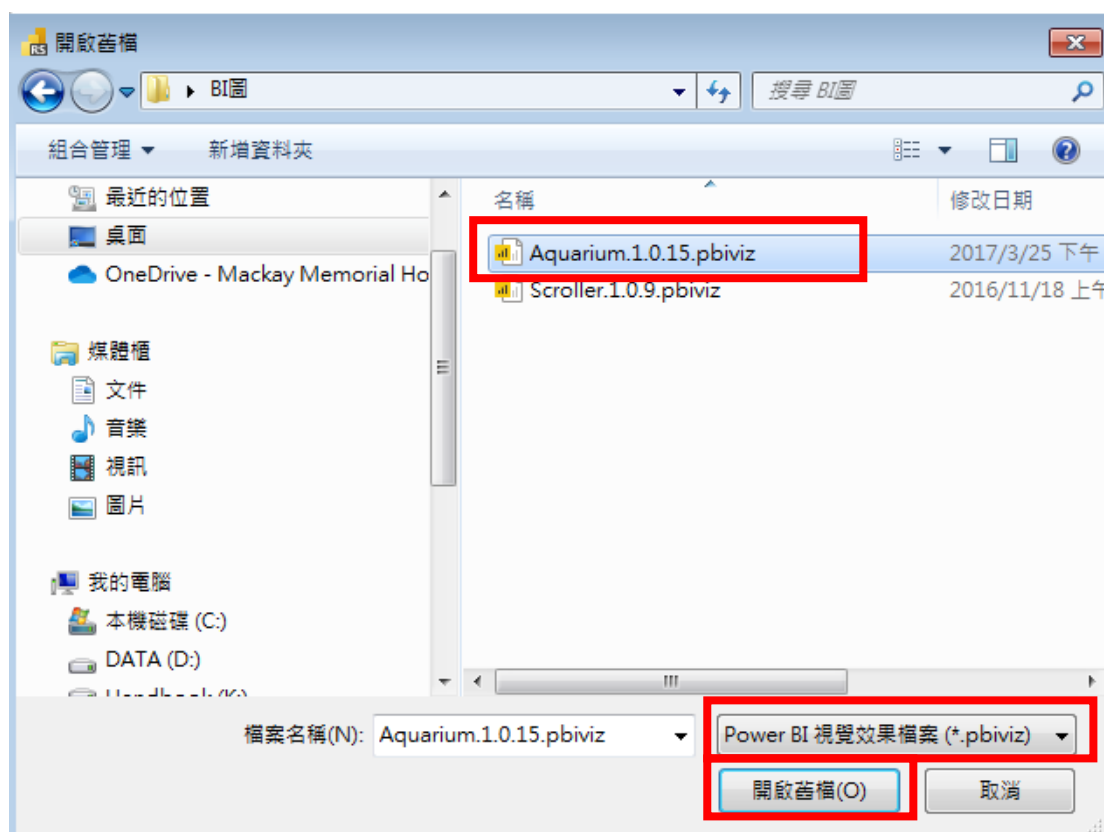 開啟舊檔
BI圖
搜尋 BI圖
組合管理
新增資料夾
最近的位置
桌面
OneDrive - Mackay Memorial Ho
媒體櫃
文件
音樂
視訊
圖片
我的電腦
本機磁碟 (C:)
DATA (D:)
名稱
修改日期
Aquarium.1.0.15.pbiviz
2017/3/25 下午
Scroller.1.0.9.pbiviz
2016/11/18 上午
檔案名稱(N):
Aquarium.1.0.15.pbiviz
Power BI 視覺效果檔案 (*.pbiviz)
開啟舊檔(O)
取消